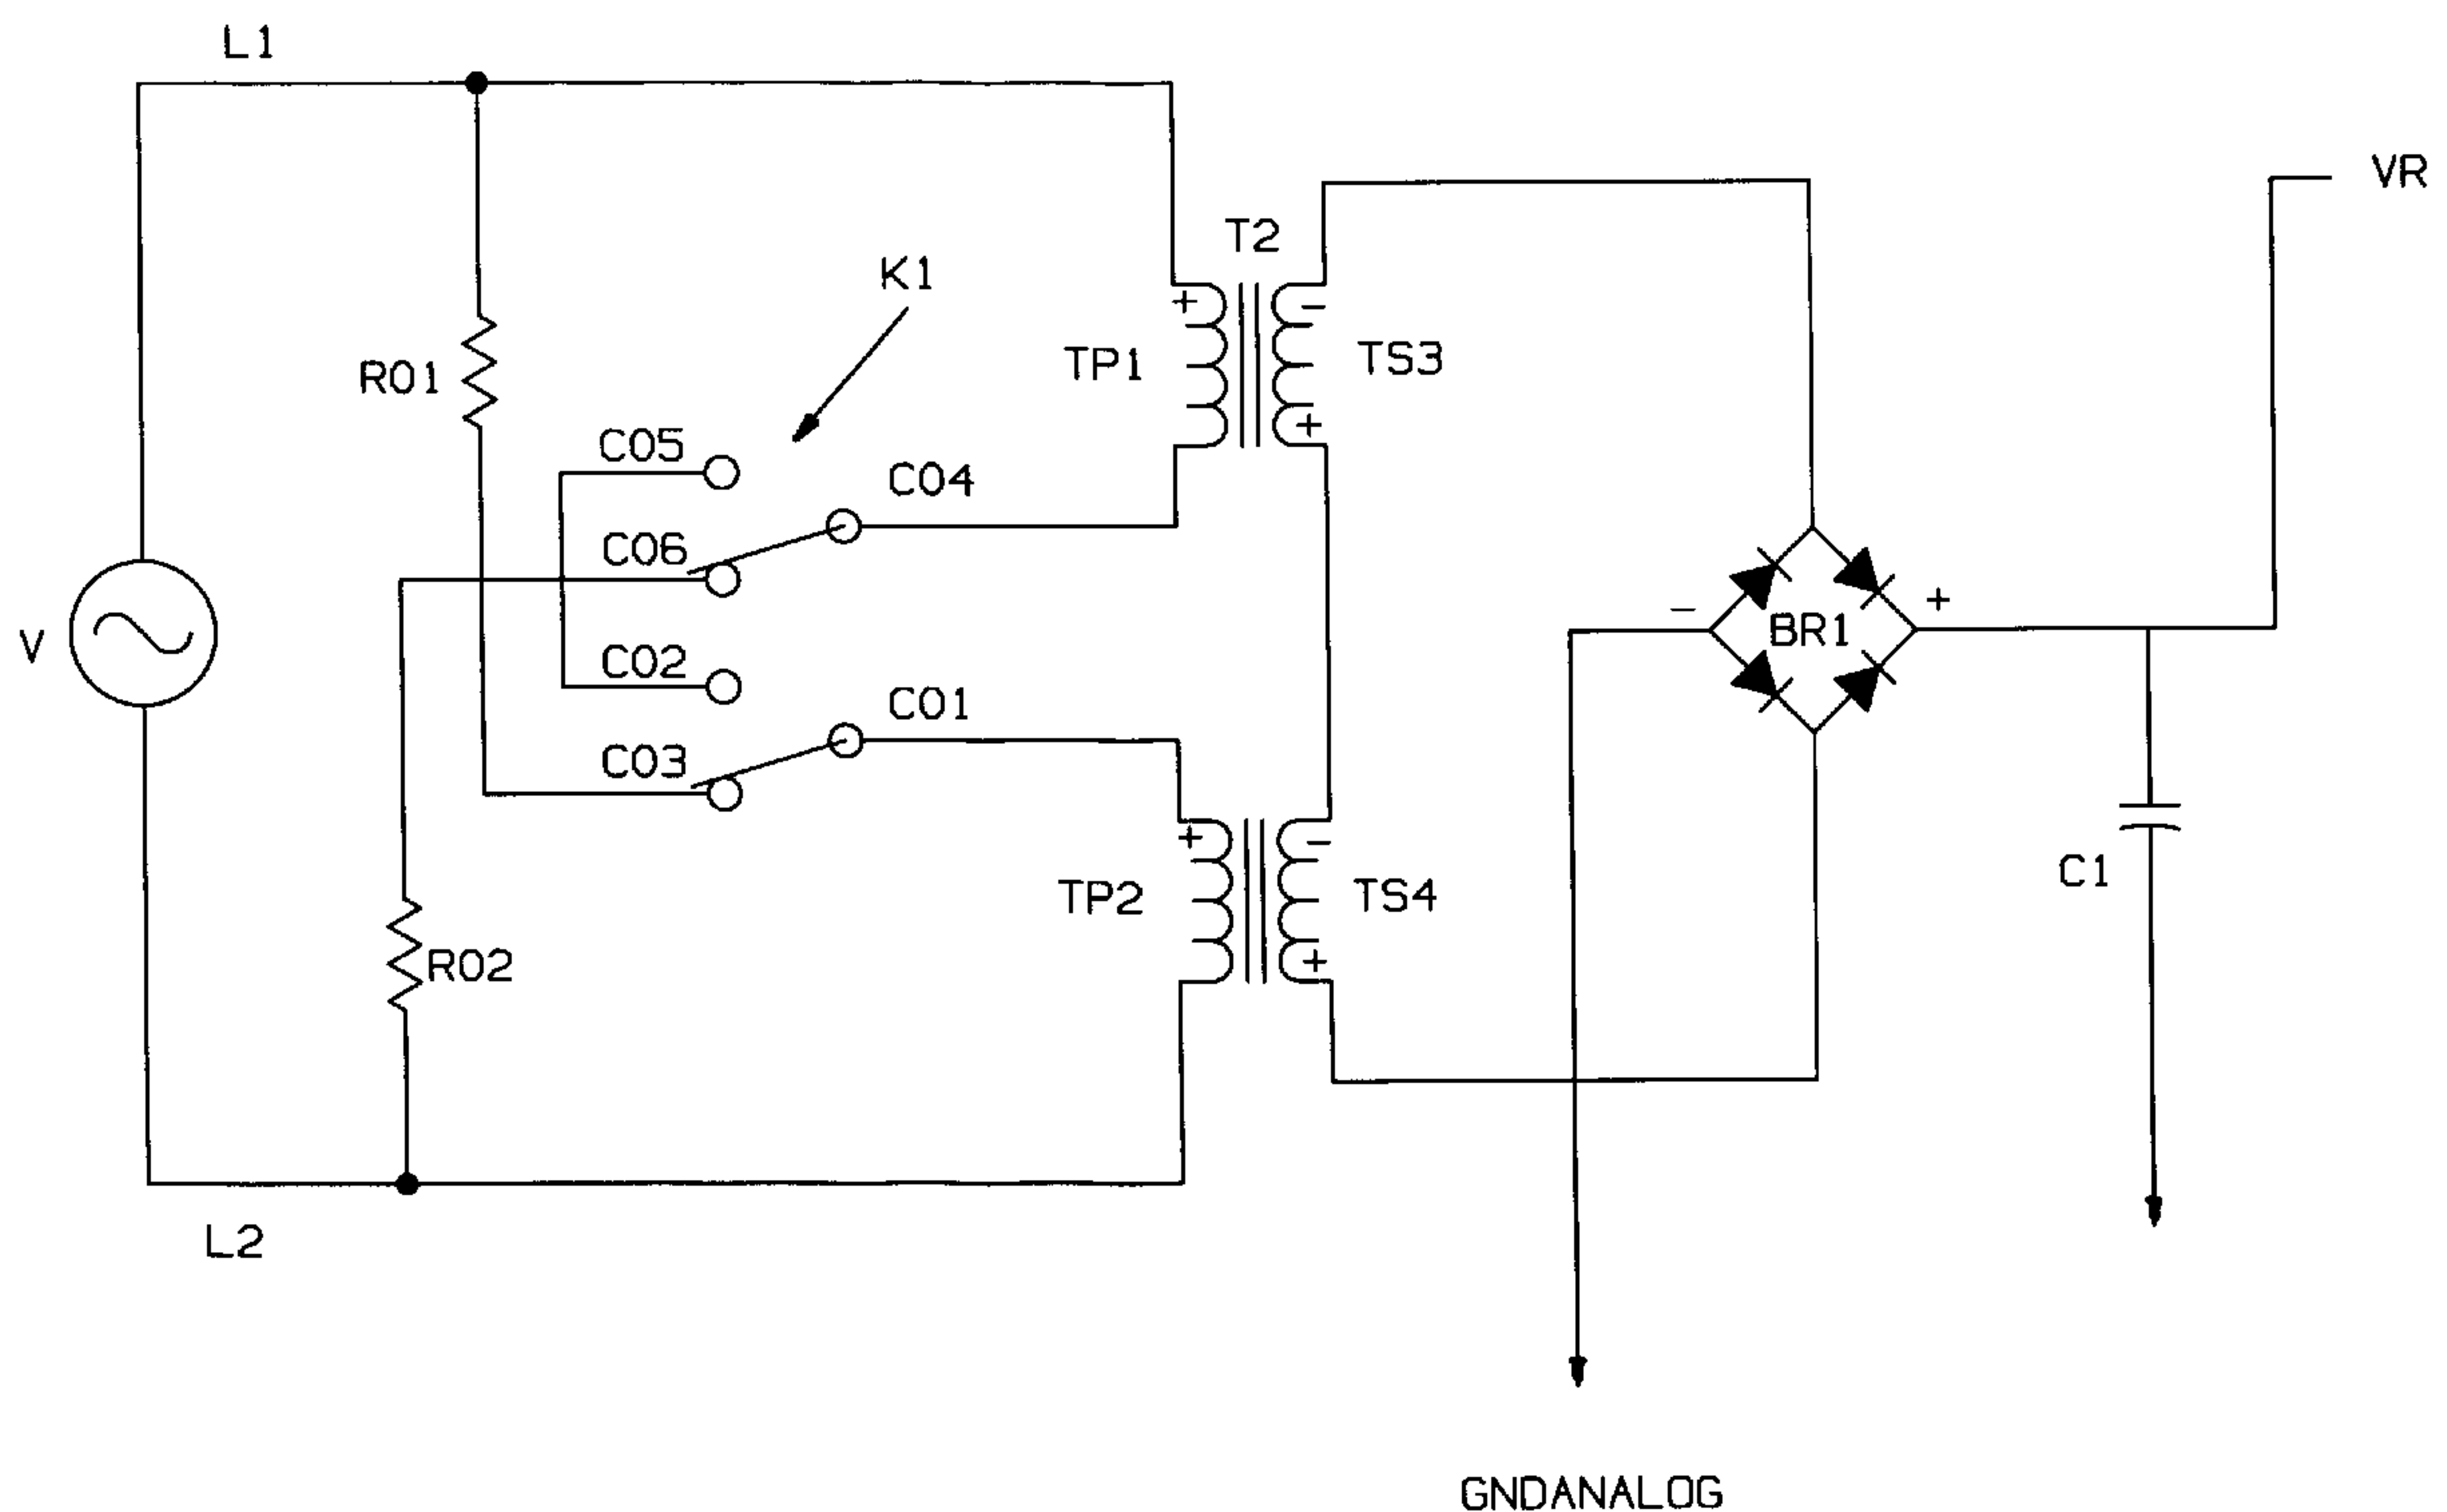 L1
VR
T2
K1
+
-
TP1
TS3
R01
+
C05
C04
C06
+
-
V
BR1
C02
C01
C03
+
-
C1
TP2
TS4
R02
+
L2
GNDANALOG